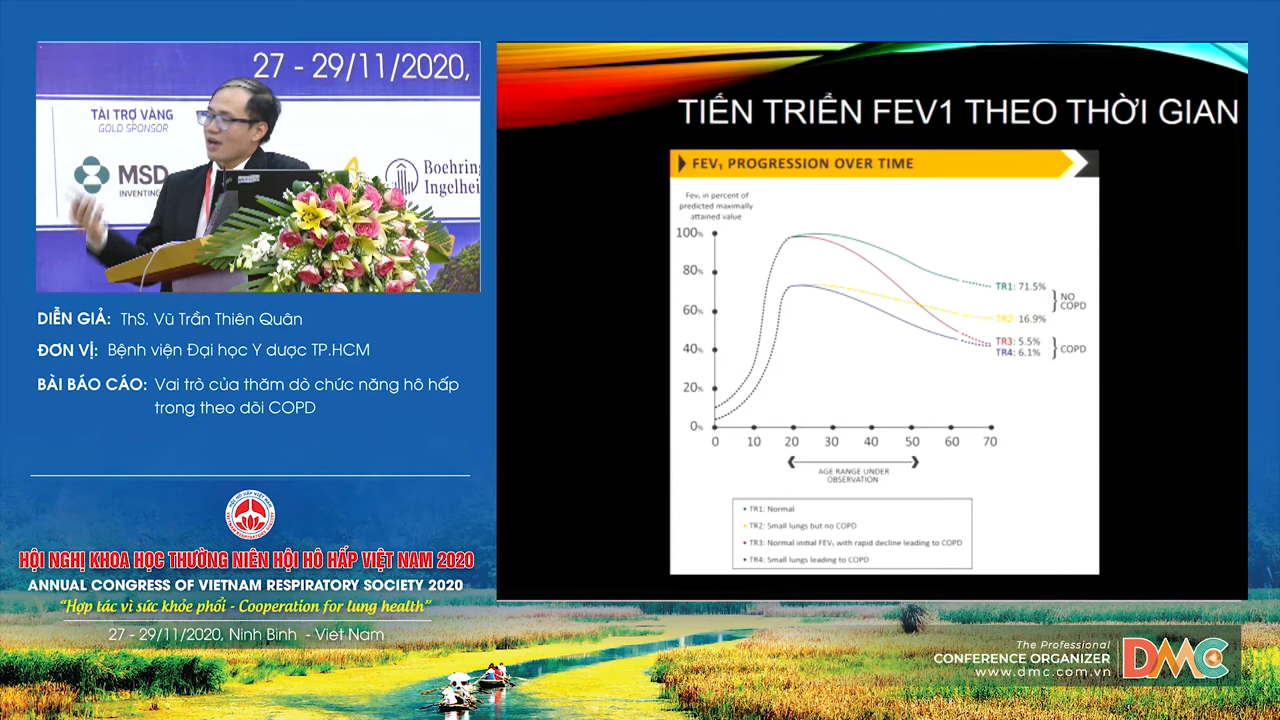 27 - 29/11/2020,
TÀI TRỢ VÀNG
GOLD SPONSOR
MSD
INVENTING
Boehring
Ingelhei
DIỄN GIẢ: ThS. Vũ Trần Thiên Quân
ĐƠN VỊ: Bệnh viện Đại học Y dược TP.HCM
BÀI BÁO CÁO: Vai trò của thăm dò chức năng hô hấp
trong theo dõi COPD
HỘI NGHỊ KHOA HỌC THƯỜNG NIÊN HỘI HÔ HẤP VIỆT NAM 2020
ANNUAL CONGRESS OF VIETNAM RESPIRATORY SOCIETY 2020
“Hợp tác vì sức khỏe phổi - Cooperation for lung health”
27 - 29/11/2020, Ninh Bình - Việt Nam
TIẾN TRIỂN FEV1 THEO THỜI GIAN
FEV₁ PROGRESSION OVER TIME
Fev₁ in percent of
predicted maximally
attained value
100%
80%
60%
40%
20%
0%
0 10 20 30 40 50 60 70
TR1: 71.5%
TR2: 16.9%
NO
COPD
TR3: 5.5%
TR4: 6.1%
COPD
AGE RANGE UNDER
OBSERVATION
• TR1: Normal
• TR2: Small lungs but no COPD
• TR3: Normal initial FEV₁ with rapid decline leading to COPD
• TR4: Small lungs leading to COPD
The Professional
CONFERENCE ORGANIZER
www.dmc.com.vn
DMC